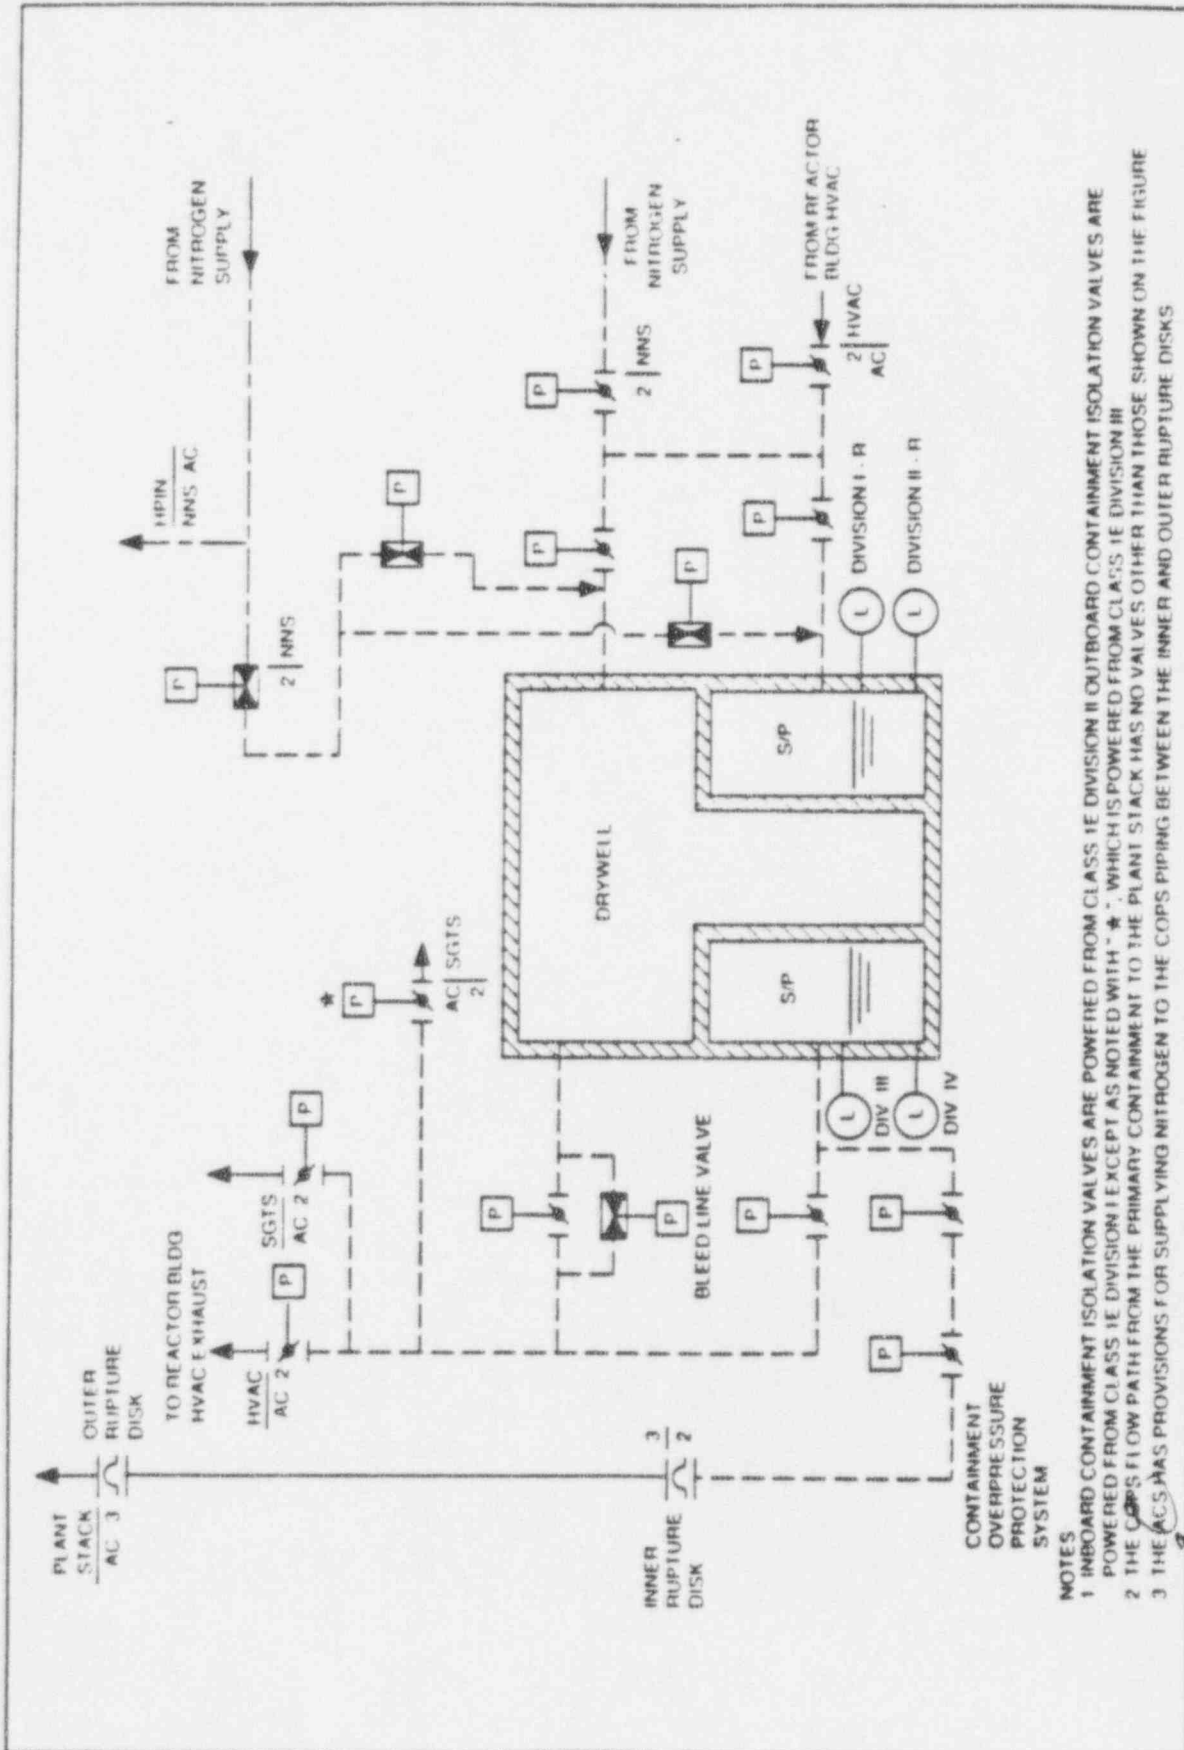 PLANT
STACK
AC 3
OUTER
RUPTURE
DISK
TO REACTOR BLDG
HVAC EXHAUST
HVAC
AC 2
P
SGTS
AC 2
P
*
P
AC SGTS
2
P
2 NNS
HPIN
NNS AC
FROM
NITROGEN
SUPPLY
P
P
P
2 NNS
FROM
NITROGEN
SUPPLY
P
P
P
2 HVAC
AC
FROM REACTOR
BLDG HVAC
DRYWELL
S/P
S/P
L
DIVISION I - R
L
DIVISION II - R
L
DIV III
L
DIV IV
P
P
BLEED LINE VALVE
P
P
P
INNER
RUPTURE
DISK
3
2
CONTAINMENT
OVERPRESSURE
PROTECTION
SYSTEM
NOTES
1 INBOARD CONTAINMENT ISOLATION VALVES ARE POWERED FROM CLASS 1E DIVISION II OUTBOARD CONTAINMENT ISOLATION VALVES ARE
POWERED FROM CLASS 1E DIVISION I EXCEPT AS NOTED WITH " * ", WHICH IS POWERED FROM CLASS 1E DIVISION III
2 THE COPS FLOW PATH FROM THE PRIMARY CONTAINMENT TO THE PLANT STACK HAS NO VALVES OTHER THAN THOSE SHOWN ON THE FIGURE
3 THE ACS HAS PROVISIONS FOR SUPPLYING NITROGEN TO THE COPS PIPING BETWEEN THE INNER AND OUTER RUPTURE DISKS